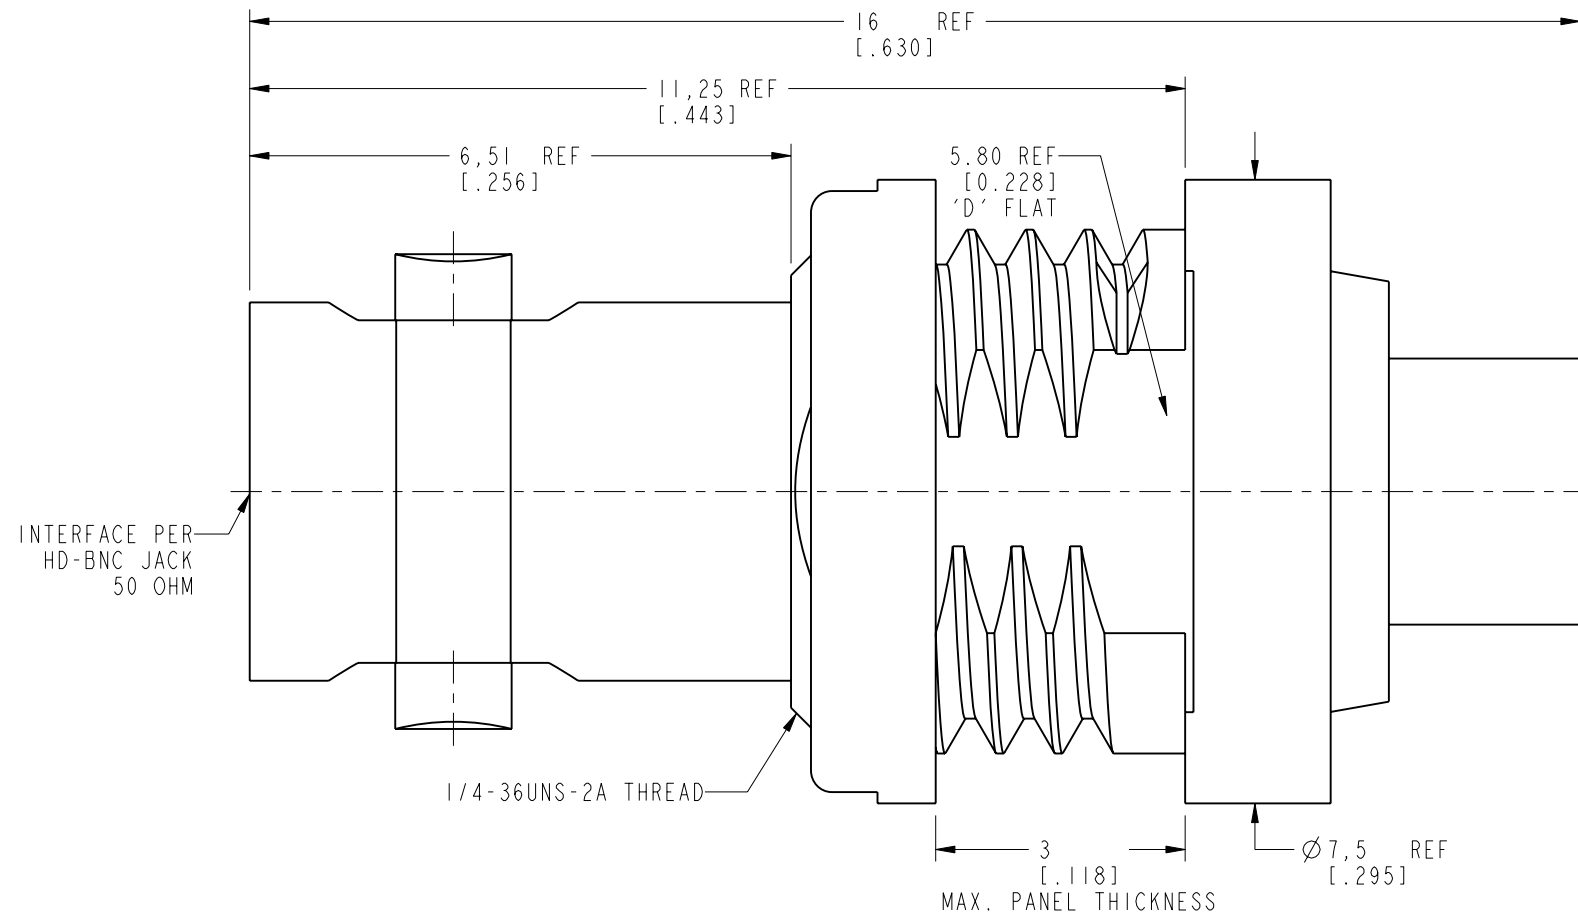 16 REF
[.630]
11,25 REF
[.443]
6,51 REF
[.256]
5.80 REF
[0.228]
'D' FLAT
INTERFACE PER
HD-BNC JACK
50 OHM
1/4-36UNS-2A THREAD
3
[.118]
MAX. PANEL THICKNESS
Ø7,5 REF
[.295]